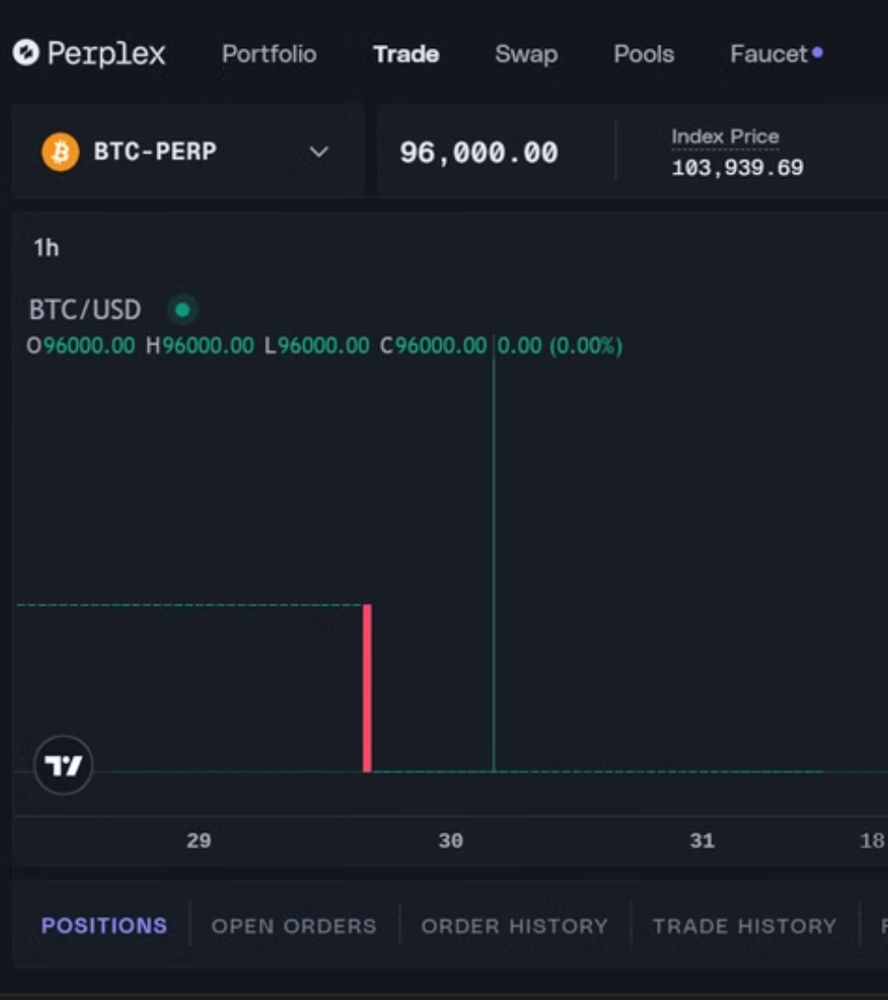 Perplex Portfolio Trade Swap Pools Faucet
BTC-PERP 96,000.00 Index Price
103,939.69
1h
BTC/USD
O96000.00 H96000.00 L96000.00 C96000.00 0.00 (0.00%)
29 30 31 18
POSITIONS OPEN ORDERS ORDER HISTORY TRADE HISTORY